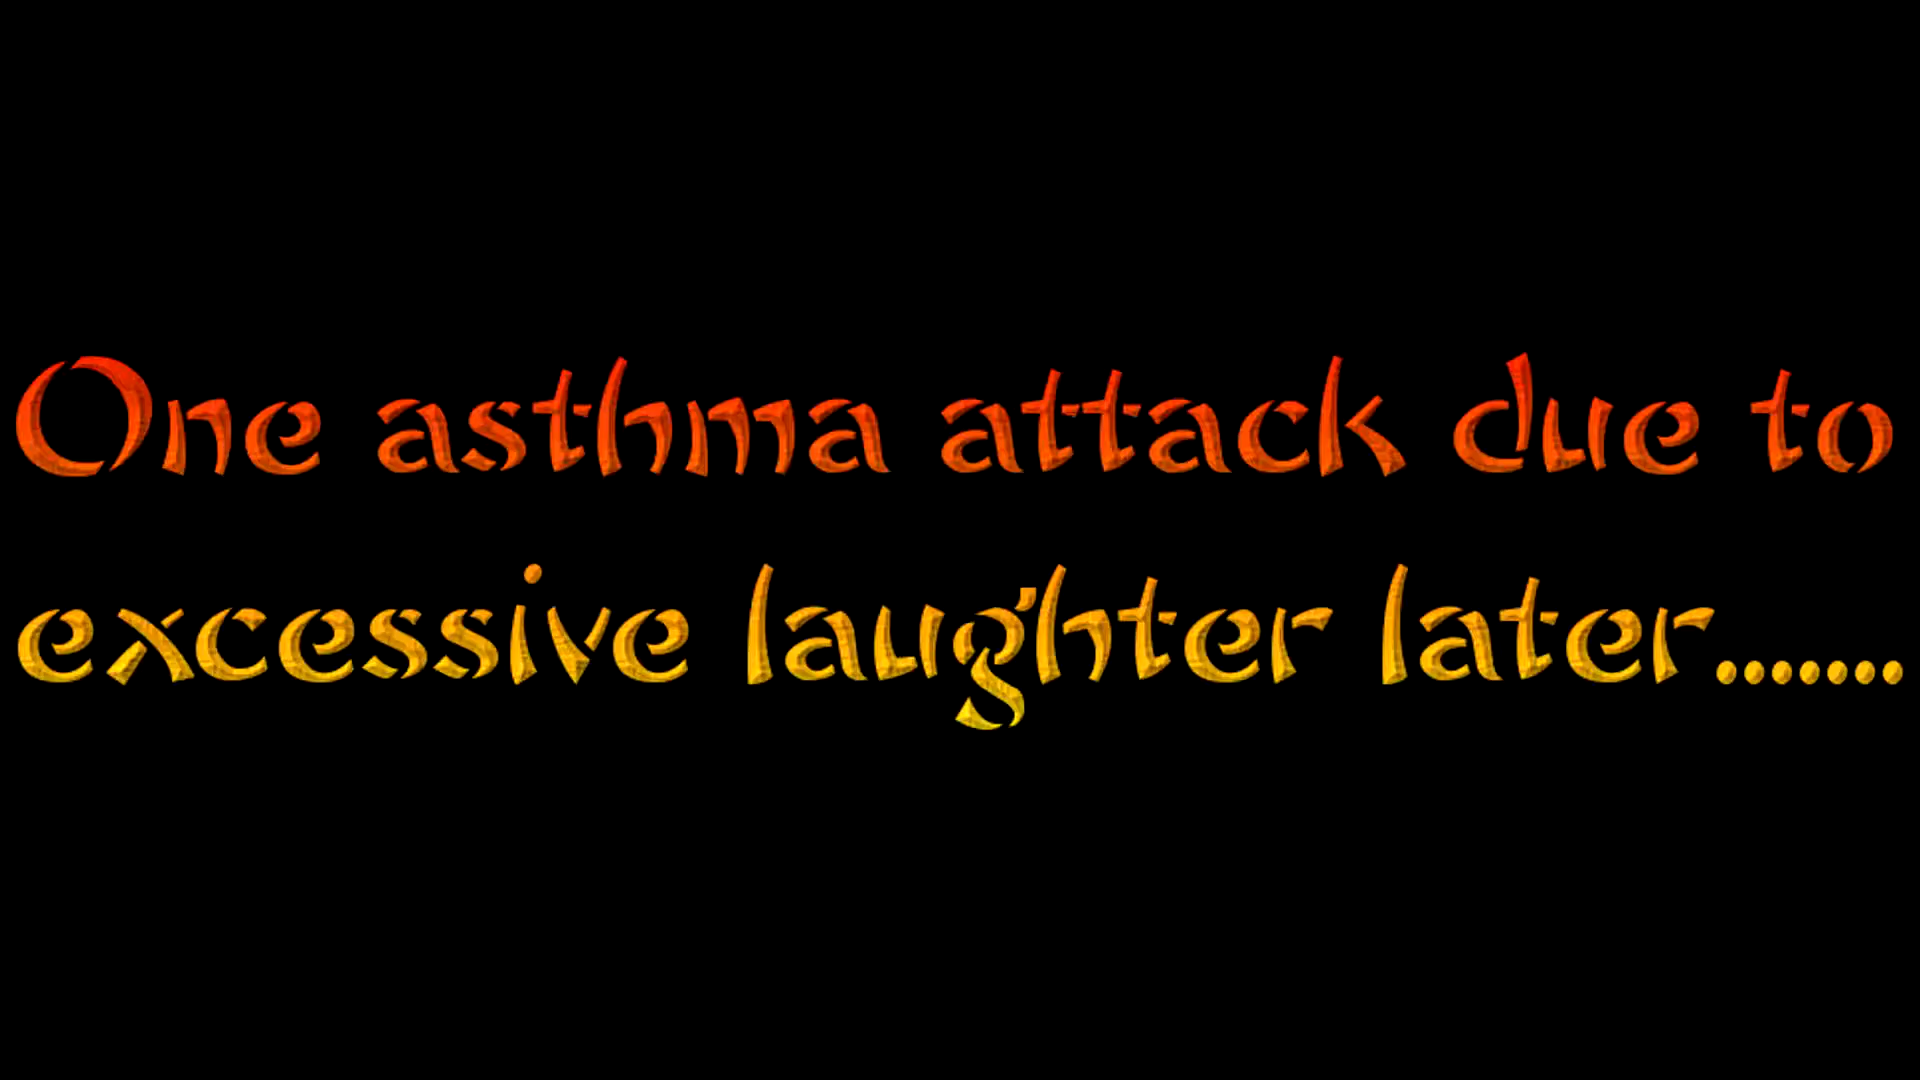 One asthma attack due to
excessive laughter later.......